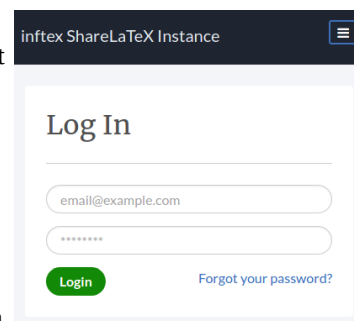 inftex ShareLaTeX Instance
t
Log In
email@example.com
********
Login Forgot your password?